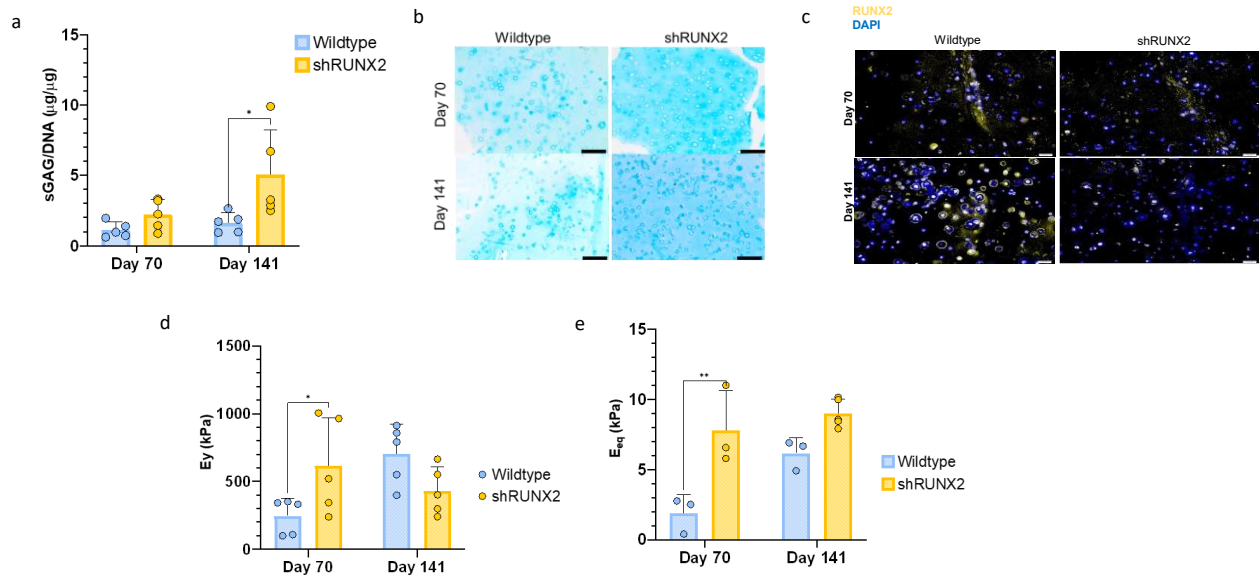 a
15
10
5
0
sGAG/DNA (µg/µg)
*
Day 70
Day 141
Wildtype
shRUNX2
b
Wildtype
shRUNX2
Day 70
Day 141
c
RUNX2
DAPI
Wildtype
shRUNX2
Day 70
Day 141
d
1500
1000
500
0
Ey (kPa)
*
Day 70
Day 141
Wildtype
shRUNX2
e
15
10
5
0
Eeq (kPa)
**
Day 70
Day 141
Wildtype
shRUNX2